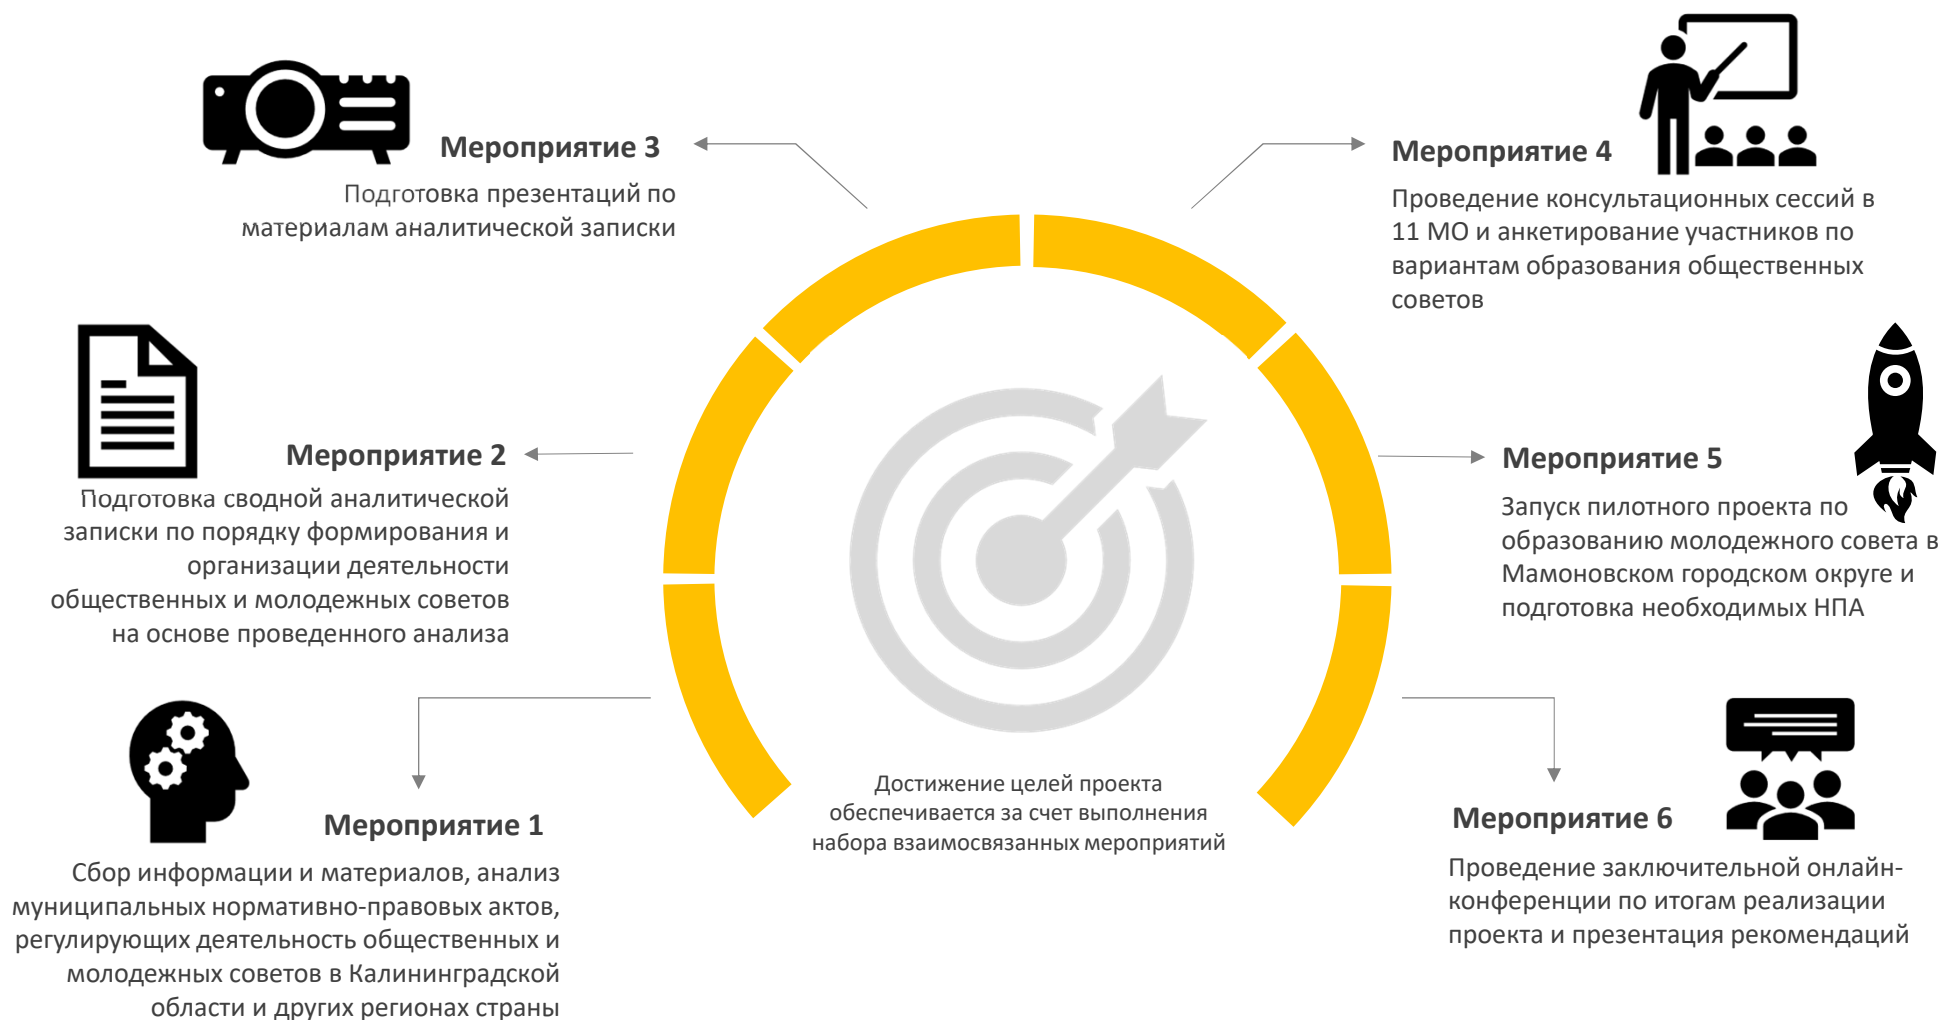 Мероприятие 3
Подготовка презентаций по
материалам аналитической записки
Мероприятие 4
Проведение консультационных сессий в
11 МО и анкетирование участников по
вариантам образования общественных
советов
Мероприятие 2
Подготовка сводной аналитической
записки по порядку формирования и
организации деятельности
общественных и молодежных советов
на основе проведенного анализа
Мероприятие 5
Запуск пилотного проекта по
образованию молодежного совета в
Мамоновском городском округе и
подготовка необходимых НПА
Мероприятие 1
Сбор информации и материалов, анализ
муниципальных нормативно-правовых актов,
регулирующих деятельность общественных и
молодежных советов в Калининградской
области и других регионах страны
Достижение целей проекта
обеспечивается за счет выполнения
набора взаимосвязанных мероприятий
Мероприятие 6
Проведение заключительной онлайн-
конференции по итогам реализации
проекта и презентация рекомендаций